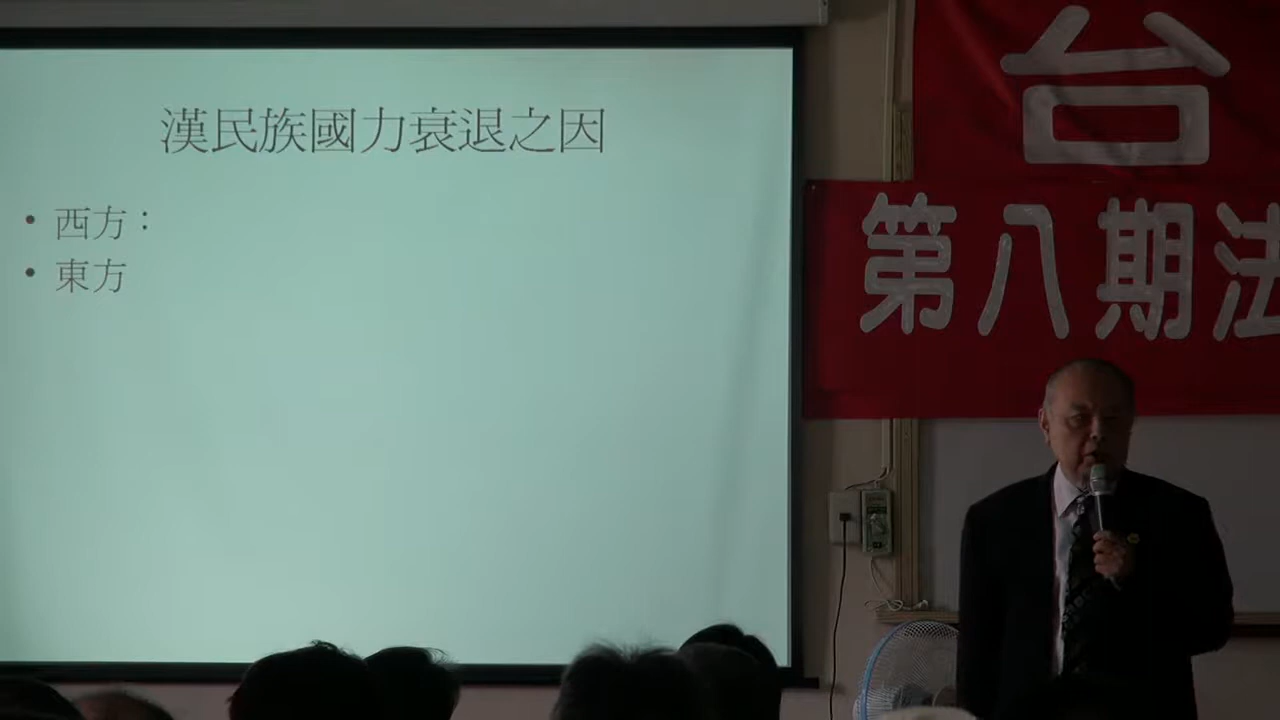 漢民族國力衰退之因
• 西方：
• 東方
台
第八期法